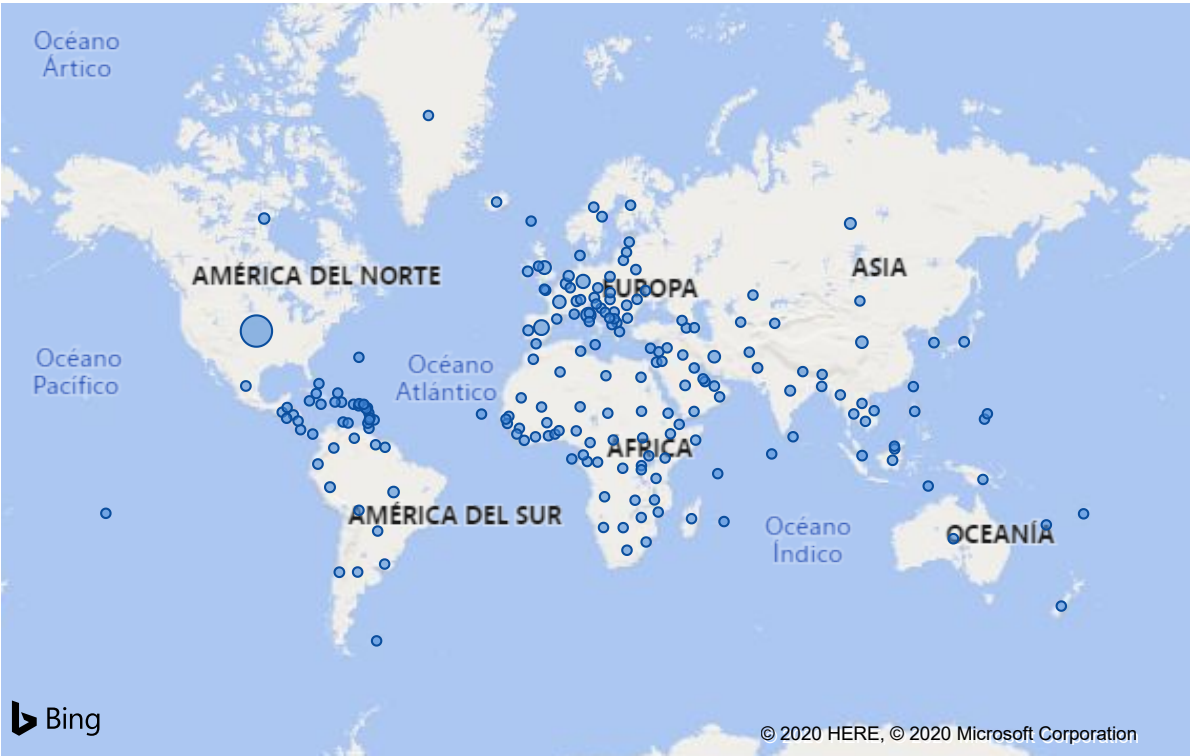 Océano
Ártico
AMÉRICA DEL NORTE
EUROPA
ASIA
Océano
Pacífico
Océano
Atlántico
AFRICA
AMÉRICA DEL SUR
Océano
Índico
OCEANÍA
Bing
© 2020 HERE, © 2020 Microsoft Corporation